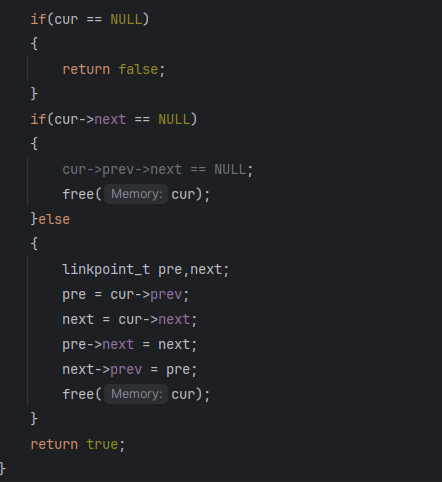 if(cur == NULL)
{
return false;
}
if(cur->next == NULL)
{
cur->prev->next == NULL;
free( Memory: cur);
}else
{
linkpoint_t pre,next;
pre = cur->prev;
next = cur->next;
pre->next = next;
next->prev = pre;
free( Memory: cur);
}
return true;
}